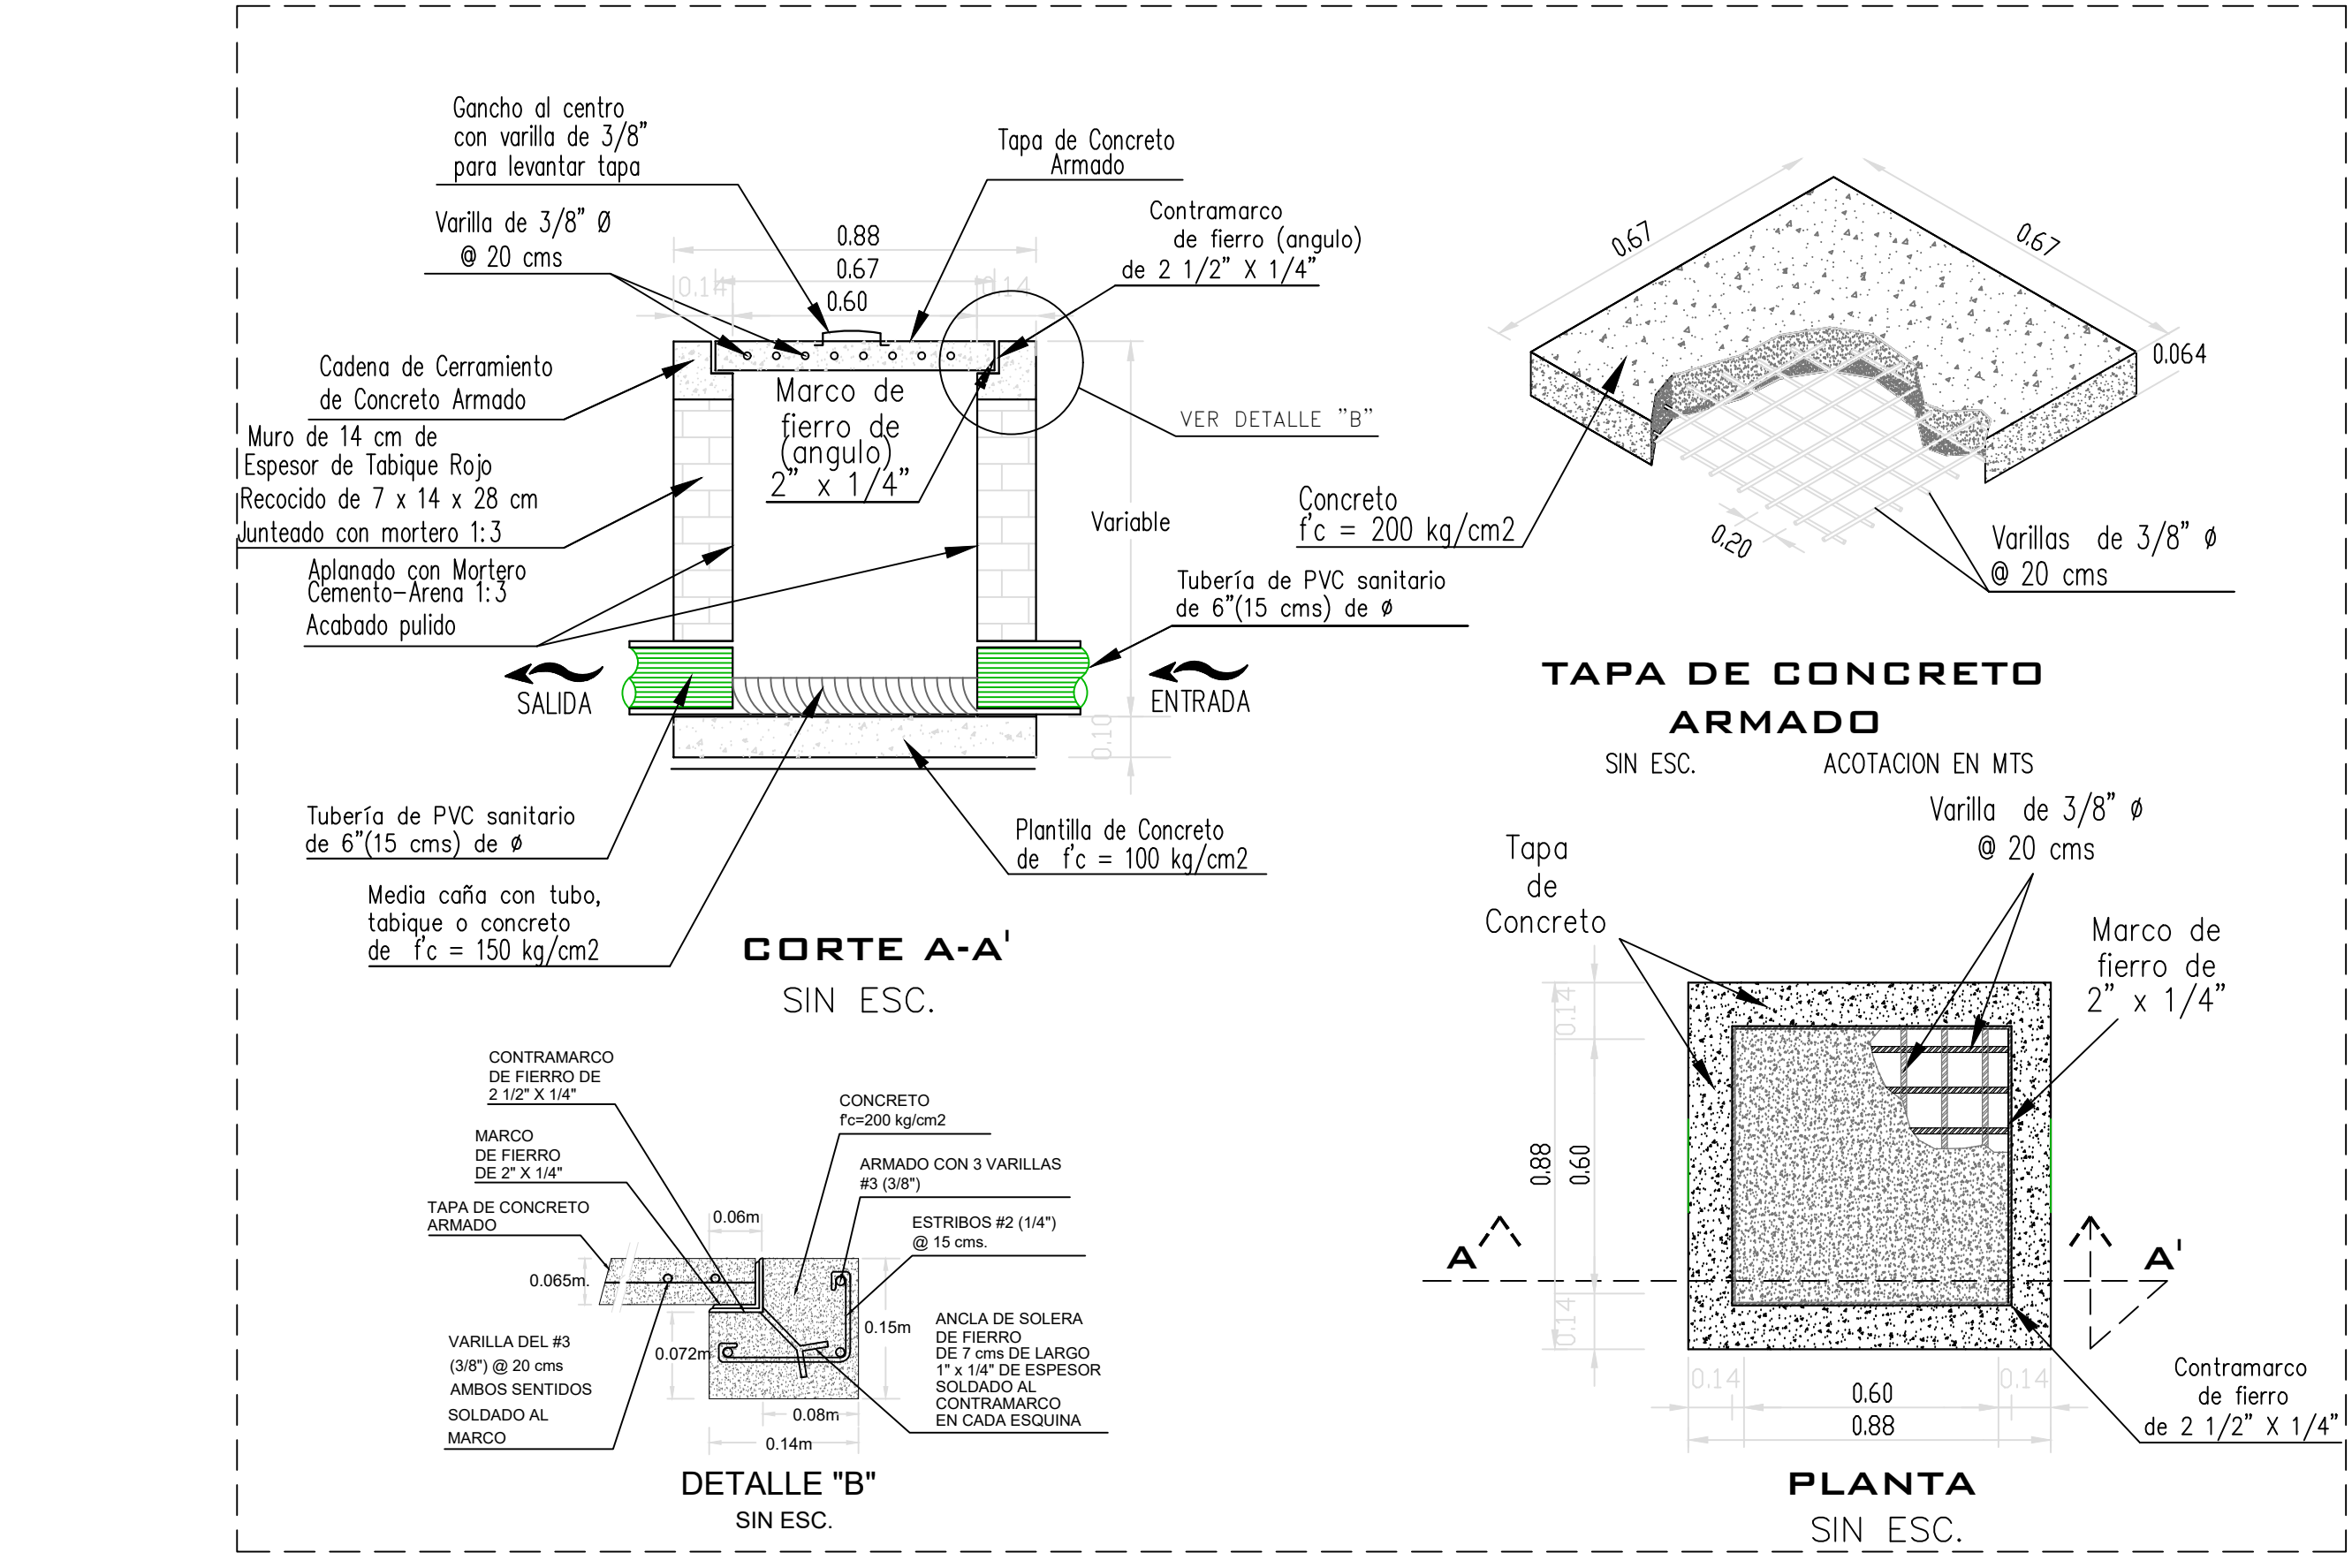 Gancho al centro
con varilla de 3/8"
para levantar tapa
Tapa de Concreto
Armado
Varilla de 3/8" Ø
@ 20 cms
Contramarco
de fierro (angulo)
de 2 1/2" X 1/4"
0.88
0.67
0.14
0.14
0.60
Cadena de Cerramiento
de Concreto Armado
Marco de
fierro de
(angulo)
2" x 1/4"
VER DETALLE "B"
Muro de 14 cm de
Espesor de Tabique Rojo
Recocido de 7 x 14 x 28 cm
Junteado con mortero 1:3
Variable
Aplanado con Mortero
Cemento-Arena 1:3
Acabado pulido
Tubería de PVC sanitario
de 6"(15 cms) de ø
SALIDA
ENTRADA
0.10
Tubería de PVC sanitario
de 6"(15 cms) de ø
Plantilla de Concreto
de f'c = 100 kg/cm2
Media caña con tubo,
tabique o concreto
de f'c = 150 kg/cm2
CORTE A-A'
SIN ESC.
0.67
0.67
0.064
Concreto
f'c = 200 kg/cm2
0.20
Varillas de 3/8" ø
@ 20 cms
TAPA DE CONCRETO
ARMADO
SIN ESC.
ACOTACION EN MTS
CONTRAMARCO
DE FIERRO DE
2 1/2" X 1/4"
CONCRETO
f'c=200 kg/cm2
MARCO
DE FIERRO
DE 2" X 1/4"
ARMADO CON 3 VARILLAS
#3 (3/8")
TAPA DE CONCRETO
ARMADO
0.06m
ESTRIBOS #2 (1/4")
@ 15 cms.
0.065m.
0.15m
0.072m
VARILLA DEL #3
(3/8") @ 20 cms
AMBOS SENTIDOS
SOLDADO AL
MARCO
ANCLA DE SOLERA
DE FIERRO
DE 7 cms DE LARGO
1" x 1/4" DE ESPESOR
SOLDADO AL
CONTRAMARCO
EN CADA ESQUINA
0.08m
0.14m
DETALLE "B"
SIN ESC.
Varilla de 3/8" ø
@ 20 cms
Tapa
de
Concreto
Marco de
fierro de
2" x 1/4"
0.14
0.88
0.60
0.14
A
A'
0.14
0.60
0.14
0.88
Contramarco
de fierro
de 2 1/2" X 1/4"
PLANTA
SIN ESC.